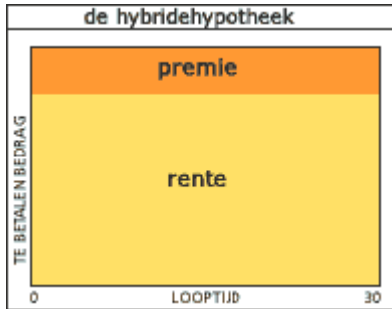 de hybridehypotheek
premie
rente
TE BETALEN BEDRAG
0 LOOPTIJD 30